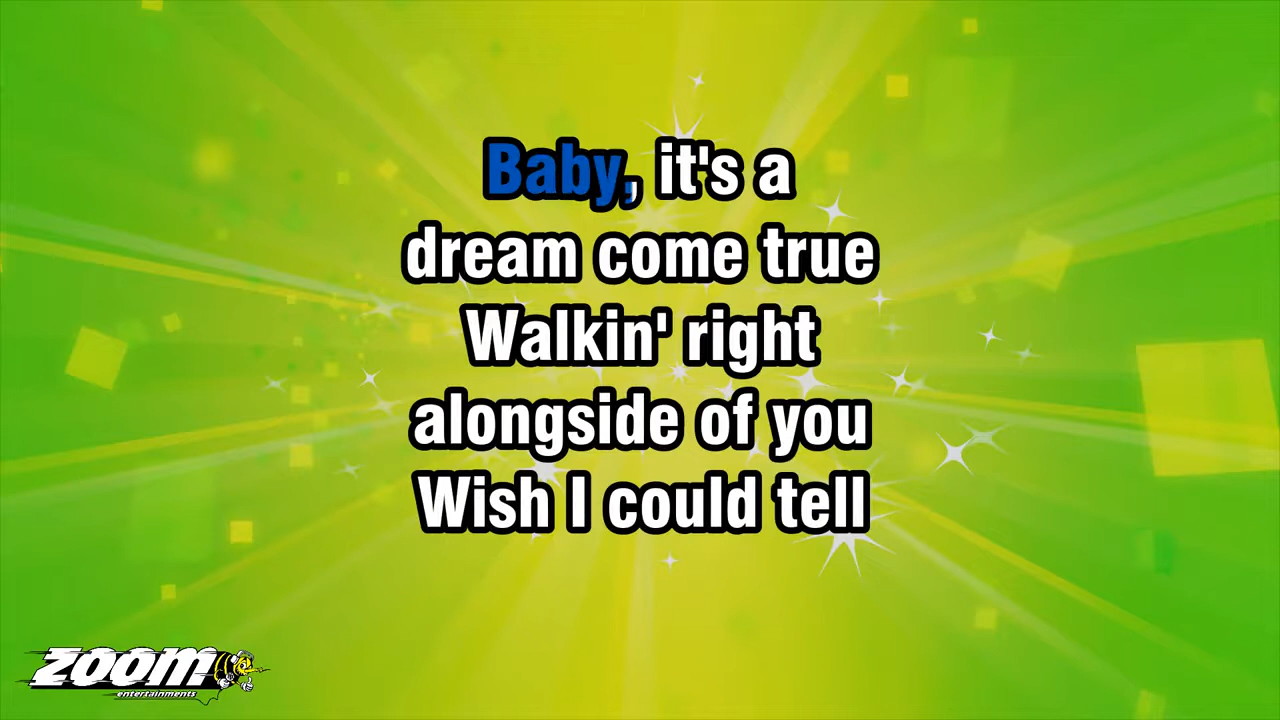 Baby, it's a
dream come true
Walkin' right
alongside of you
Wish I could tell
ZOOM
entertainments